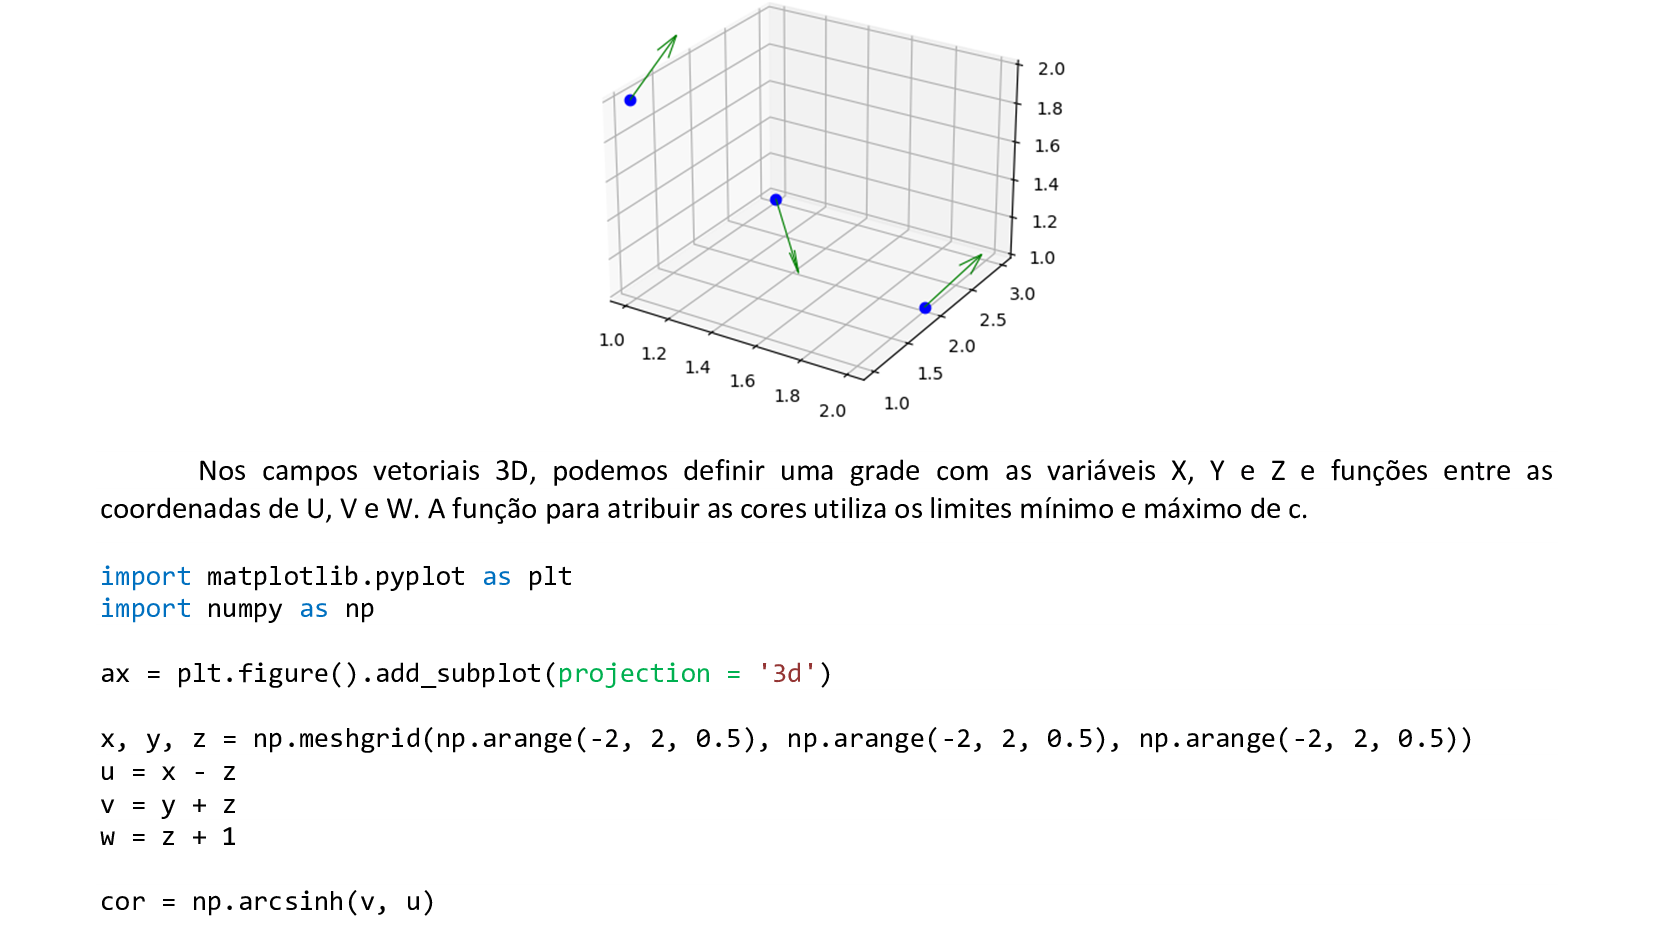 2.0
1.8
1.6
1.4
1.2
1.0
3.0
2.5
2.0
1.5
1.0
1.0
1.2
1.4
1.6
1.8
2.0
Nos campos vetoriais 3D, podemos definir uma grade com as variáveis X, Y e Z e funções entre as
coordenadas de U, V e W. A função para atribuir as cores utiliza os limites mínimo e máximo de c.
import matplotlib.pyplot as plt
import numpy as np
ax = plt.figure().add_subplot(projection = '3d')
x, y, z = np.meshgrid(np.arange(-2, 2, 0.5), np.arange(-2, 2, 0.5), np.arange(-2, 2, 0.5))
u = x - z
v = y + z
w = z + 1
cor = np.arcsinh(v, u)